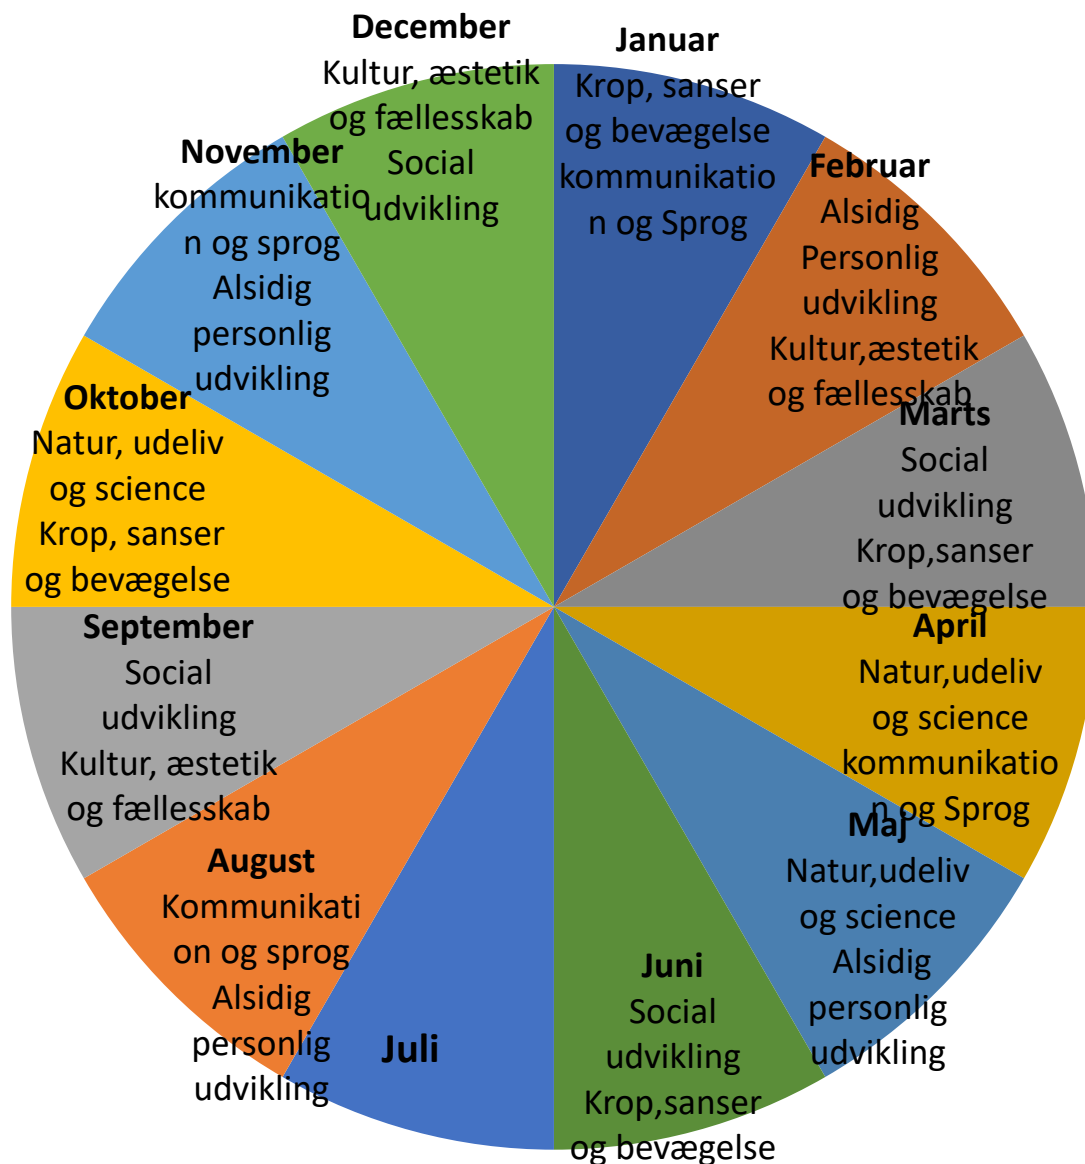 Januar
Krop, sanser
og bevægelse
kommunikatio
n og Sprog
Februar
Alsidig
Personlig
udvikling
Kultur,æstetik
og fællesskab
Marts
Social
udvikling
Krop,sanser
og bevægelse
April
Natur,udeliv
og science
kommunikatio
n og Sprog
Maj
Natur,udeliv
og science
Alsidig
personlig
udvikling
Juni
Social
udvikling
Krop,sanser
og bevægelse
Juli
August
Kommunikati
on og sprog
Alsidig
personlig
udvikling
September
Social
udvikling
Kultur, æstetik
og fællesskab
Oktober
Natur, udeliv
og science
Krop, sanser
og bevægelse
November
kommunikatio
n og sprog
Alsidig
personlig
udvikling
December
Kultur, æstetik
og fællesskab
Social
udvikling